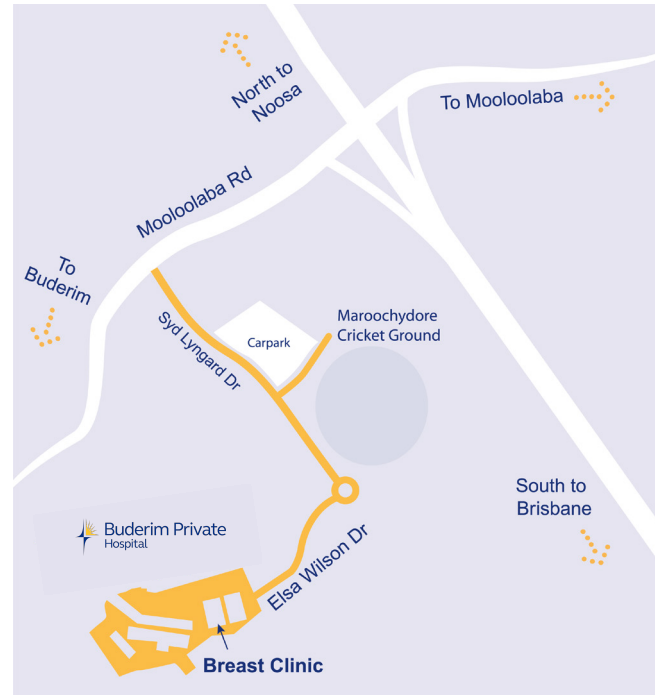 North to
Noosa
To Mooloolaba
Mooloolaba Rd
To
Buderim
Syd Lyngard Dr
Carpark
Maroochydore
Cricket Ground
South to
Brisbane
Buderim Private
Hospital
Elsa Wilson Dr
Breast Clinic